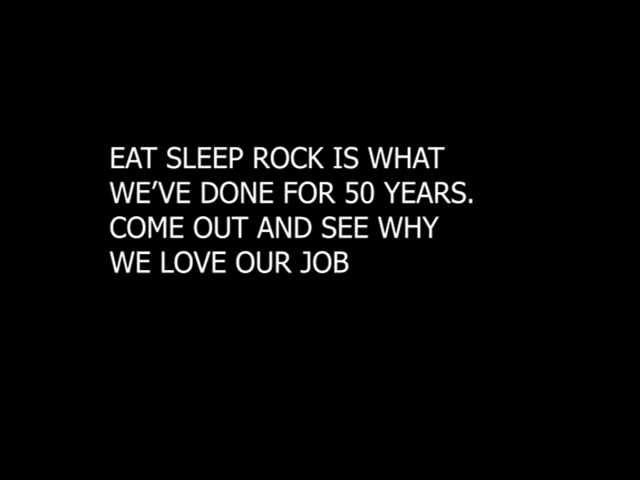 EAT SLEEP ROCK IS WHAT
WE’VE DONE FOR 50 YEARS.
COME OUT AND SEE WHY
WE LOVE OUR JOB